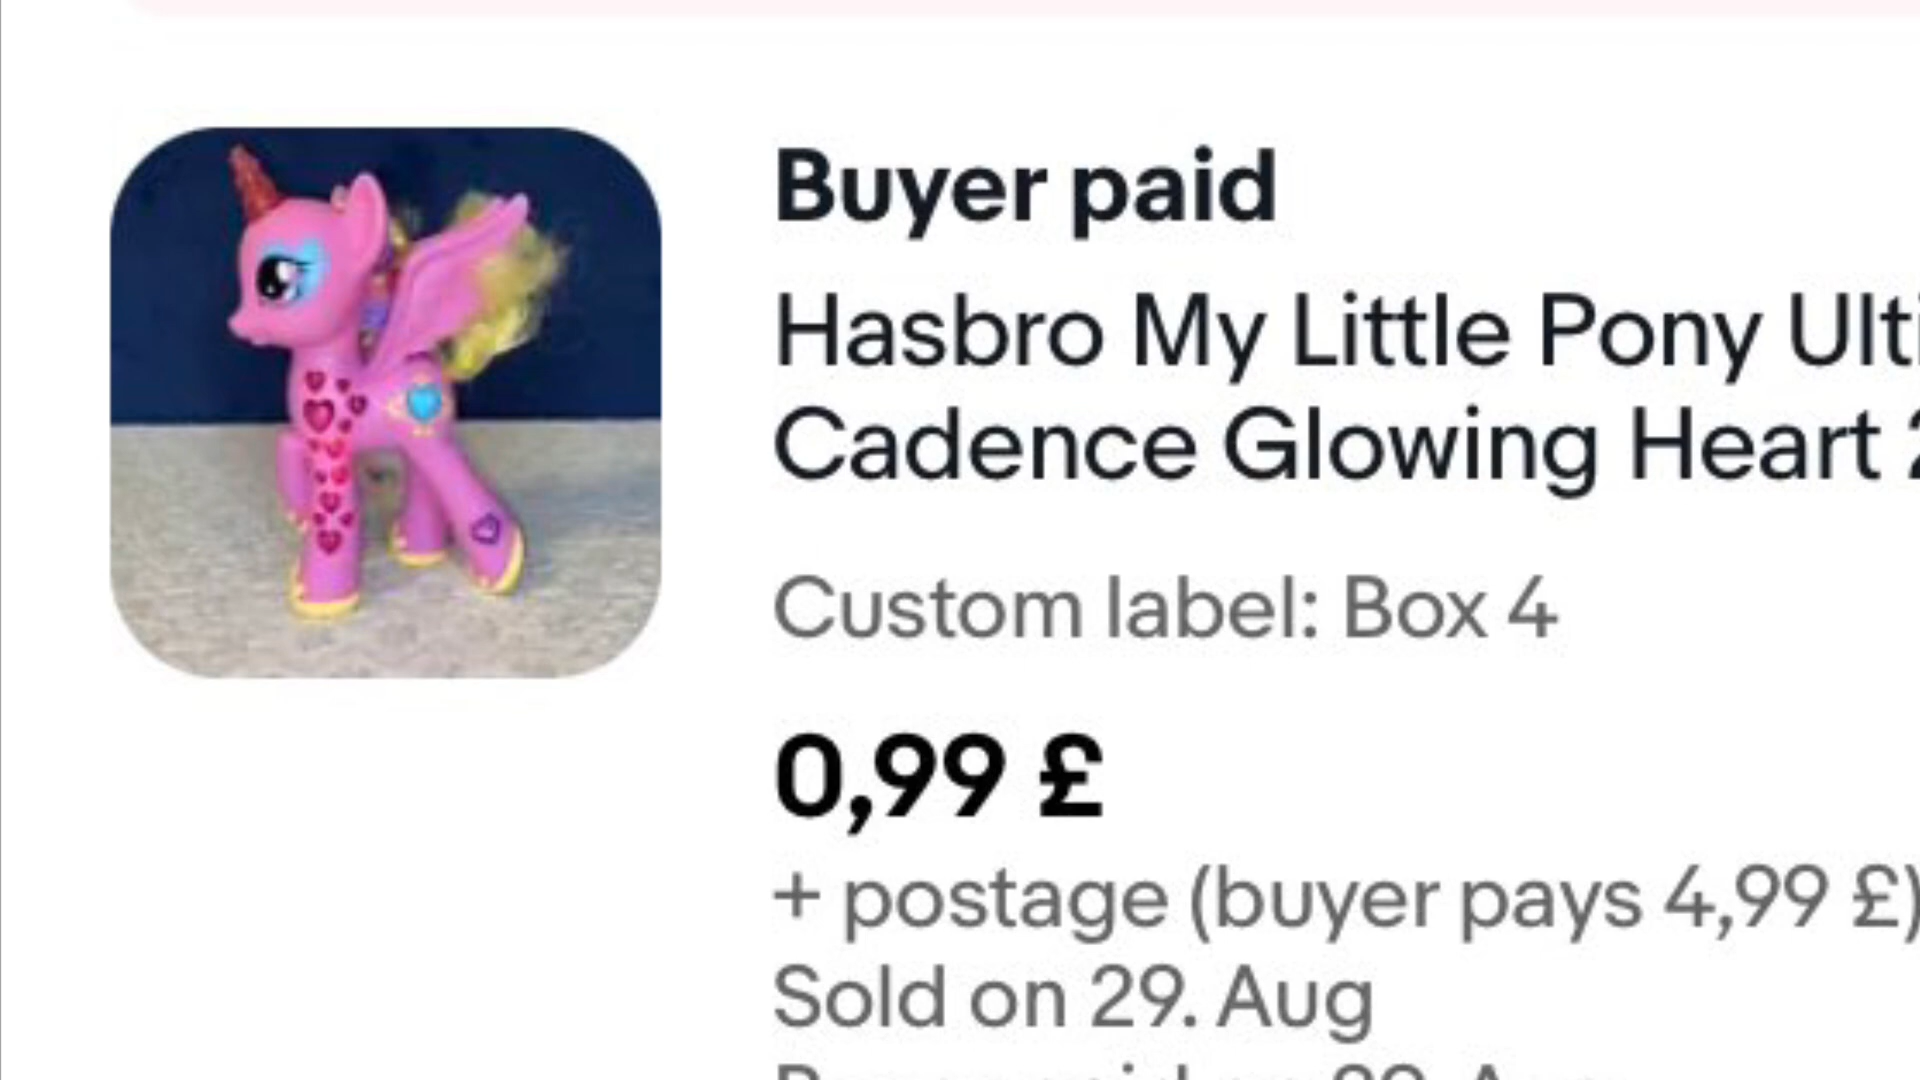 Buyer paid
Hasbro My Little Pony
Cadence Glowing Heart
Custom label: Box 4
0,99 £
+ postage (buyer pays 4,99 £)
Sold on 29. Aug